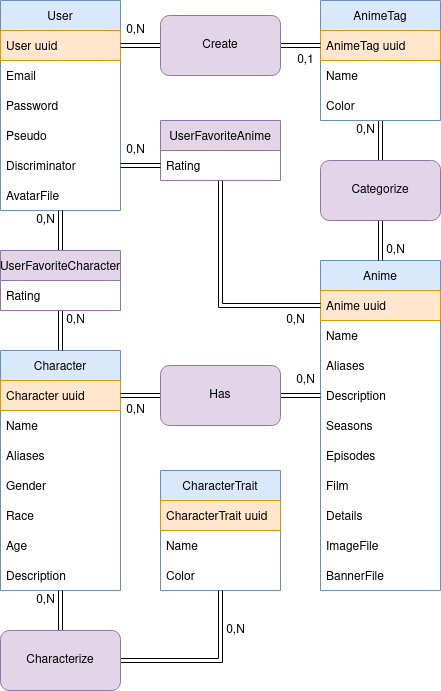 User
User uuid
Email
Password
Pseudo
Discriminator
AvatarFile
0,N
Create
0,1
AnimeTag
AnimeTag uuid
Name
Color
0,N
UserFavoriteAnime
Rating
0,N
0,N
Categorize
0,N
0,N
UserFavoriteCharacter
Rating
0,N
Anime
Anime uuid
Name
Aliases
Description
Seasons
Episodes
Film
Details
ImageFile
BannerFile
Character
Character uuid
Name
Aliases
Gender
Race
Age
Description
0,N
Has
0,N
CharacterTrait
CharacterTrait uuid
Name
Color
0,N
Characterize
0,N